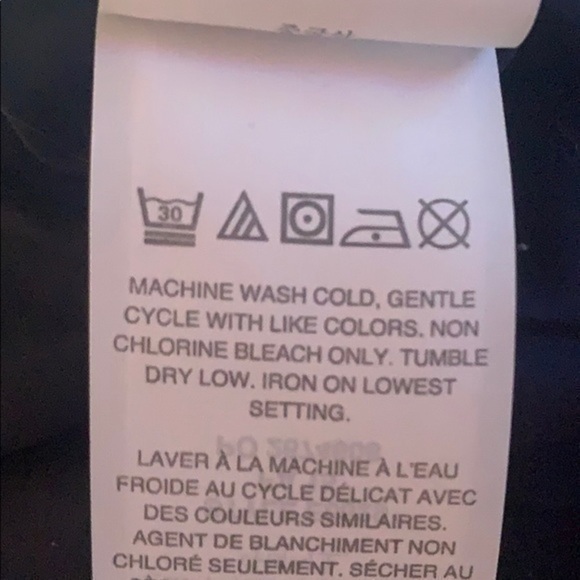 30
MACHINE WASH COLD, GENTLE
CYCLE WITH LIKE COLORS. NON
CHLORINE BLEACH ONLY. TUMBLE
DRY LOW. IRON ON LOWEST
SETTING.
LAVER À LA MACHINE À L'EAU
FROIDE AU CYCLE DÉLICAT AVEC
DES COULEURS SIMILAIRES.
AGENT DE BLANCHIMENT NON
CHLORÉ SEULEMENT. SÉCHER AU